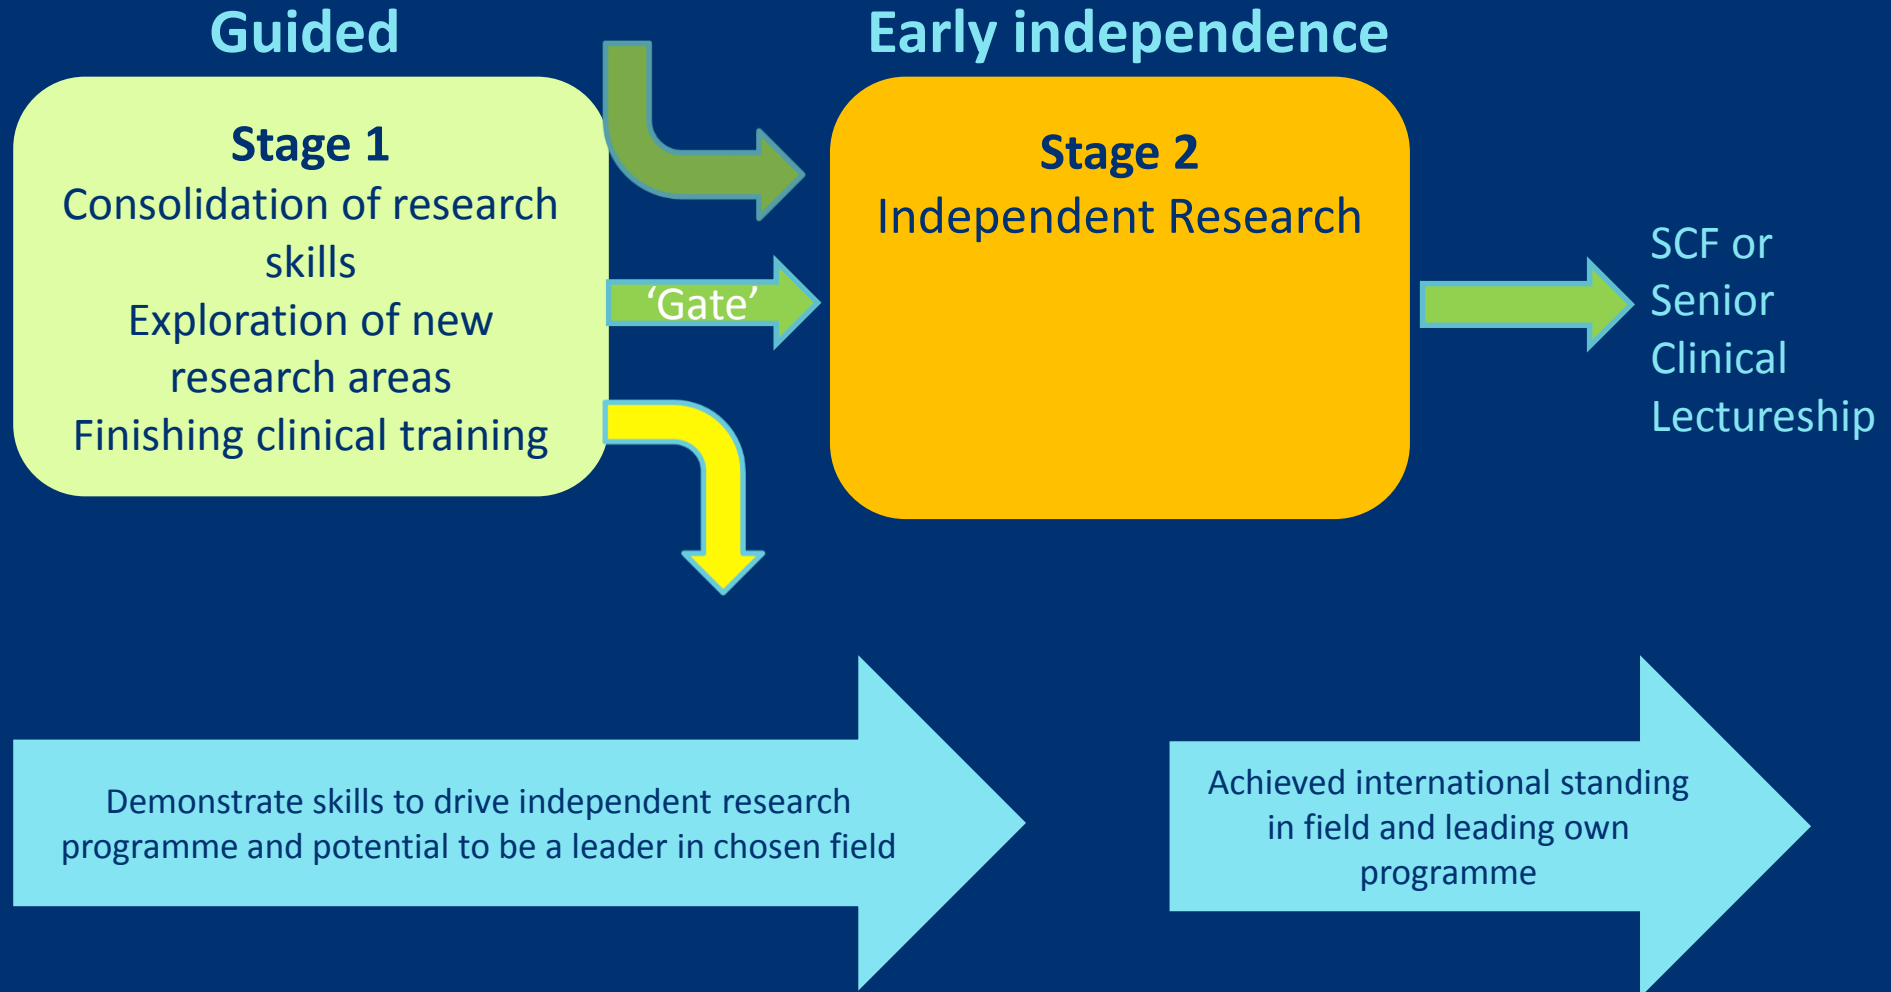 Guided
Early independence
Stage 1
Consolidation of research
skills
Exploration of new
research areas
Finishing clinical training
‘Gate’
Stage 2
Independent Research
SCF or
Senior
Clinical
Lectureship
Demonstrate skills to drive independent research
programme and potential to be a leader in chosen field
Achieved international standing
in field and leading own
programme